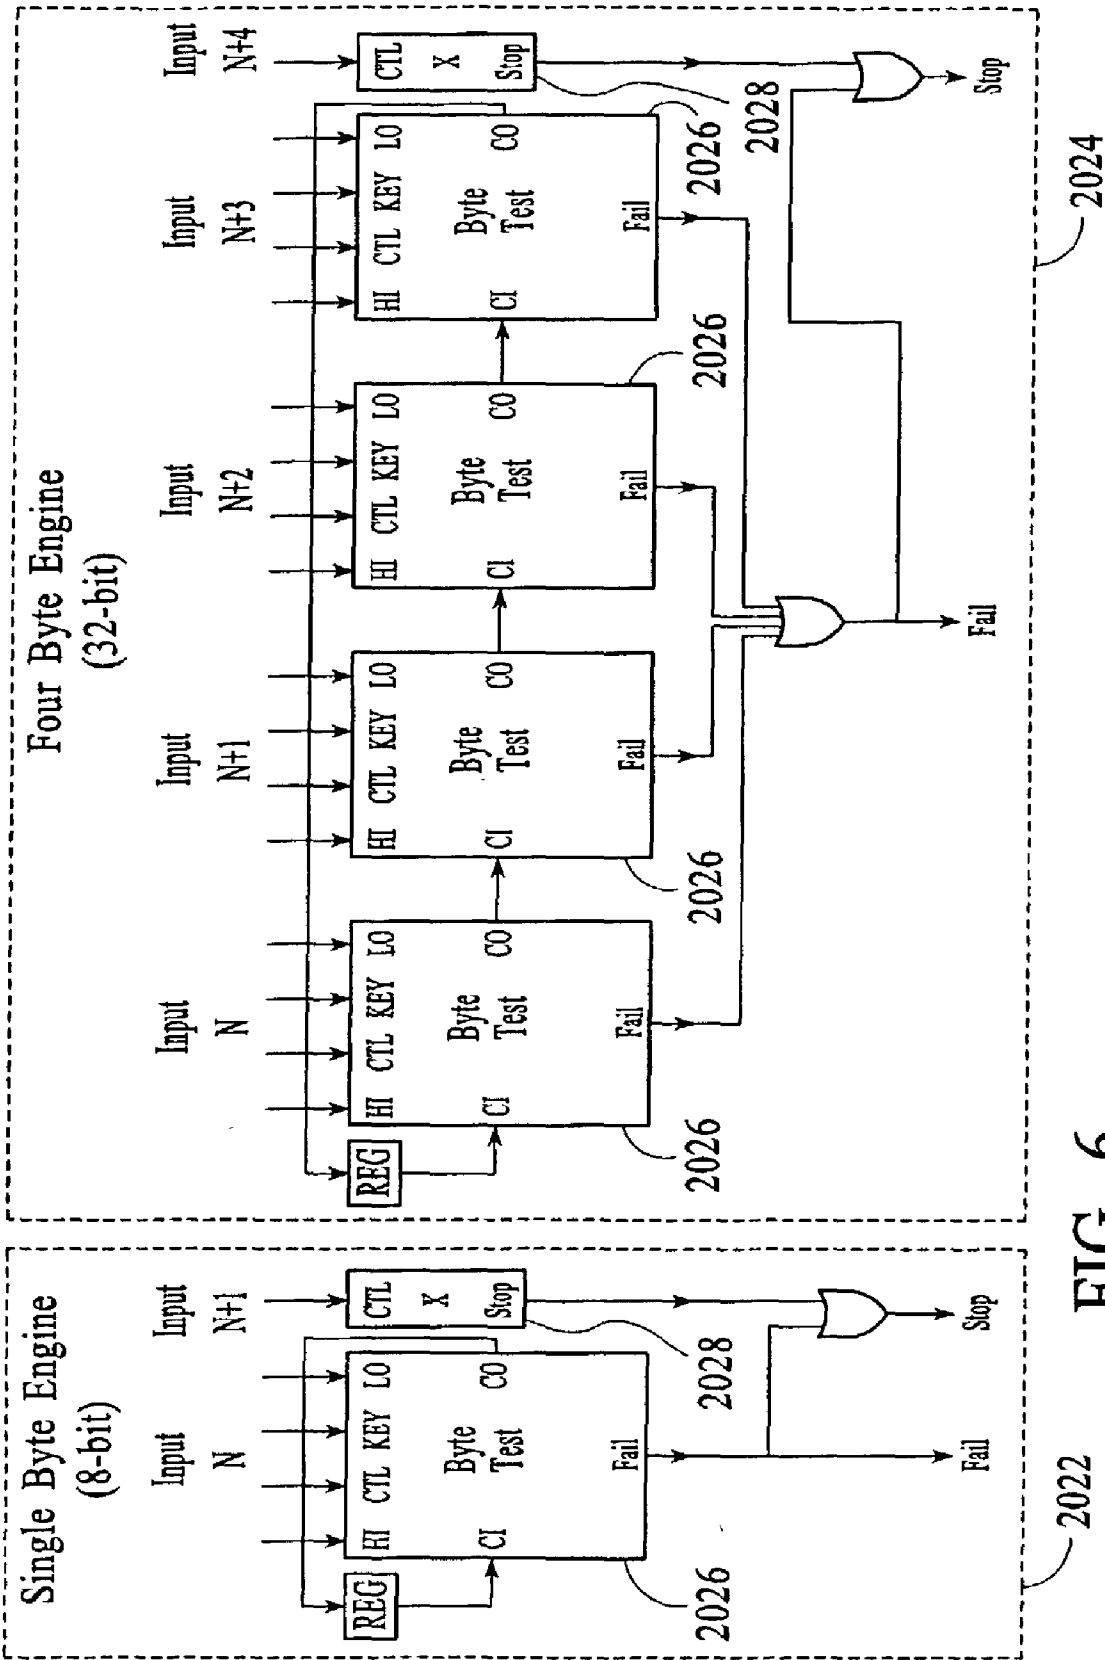 Single Byte Engine
(8-bit)
Input
N
Input
N+1
HI CTL KEY LO
CTL
X
Stop
REG
CI
Byte
Test
CO
Fail
2026
2028
Fail
Stop
2022
Four Byte Engine
(32-bit)
Input
N
Input
N+1
Input
N+2
Input
N+3
Input
N+4
REG
HI CTL KEY LO
CI
Byte
Test
CO
Fail
2026
HI CTL KEY LO
CI
Byte
Test
CO
Fail
2026
HI CTL KEY LO
CI
Byte
Test
CO
Fail
2026
HI CTL KEY LO
CI
Byte
Test
CO
Fail
2026
CTL
X
Stop
2028
Fail
Stop
2024
FIG. 6